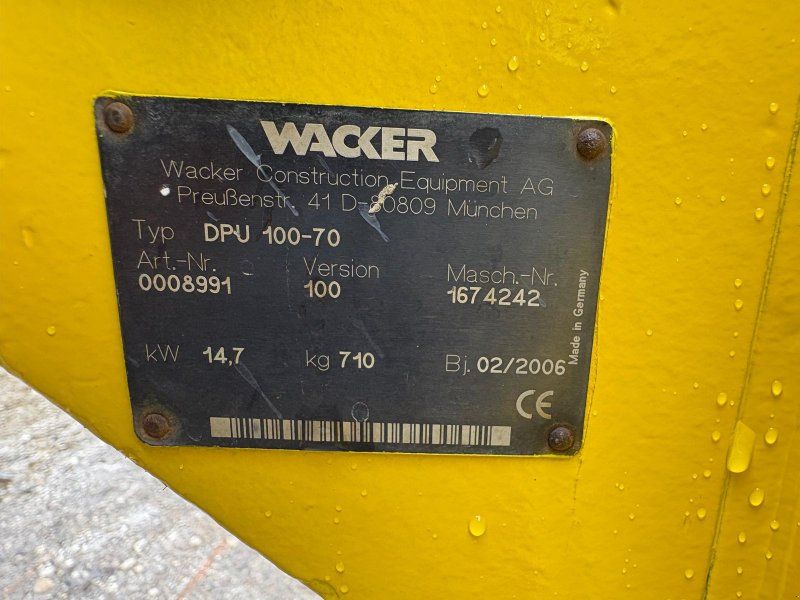 WACKER
Wacker Construction Equipment AG
Preußenstr. 41 D-80809 München
Typ DPU 100-70
Art.-Nr. Version Masch.-Nr.
0008991 100 1674242
kW 14,7 kg 710 Bj. 02/2006
Made in Germany
CE